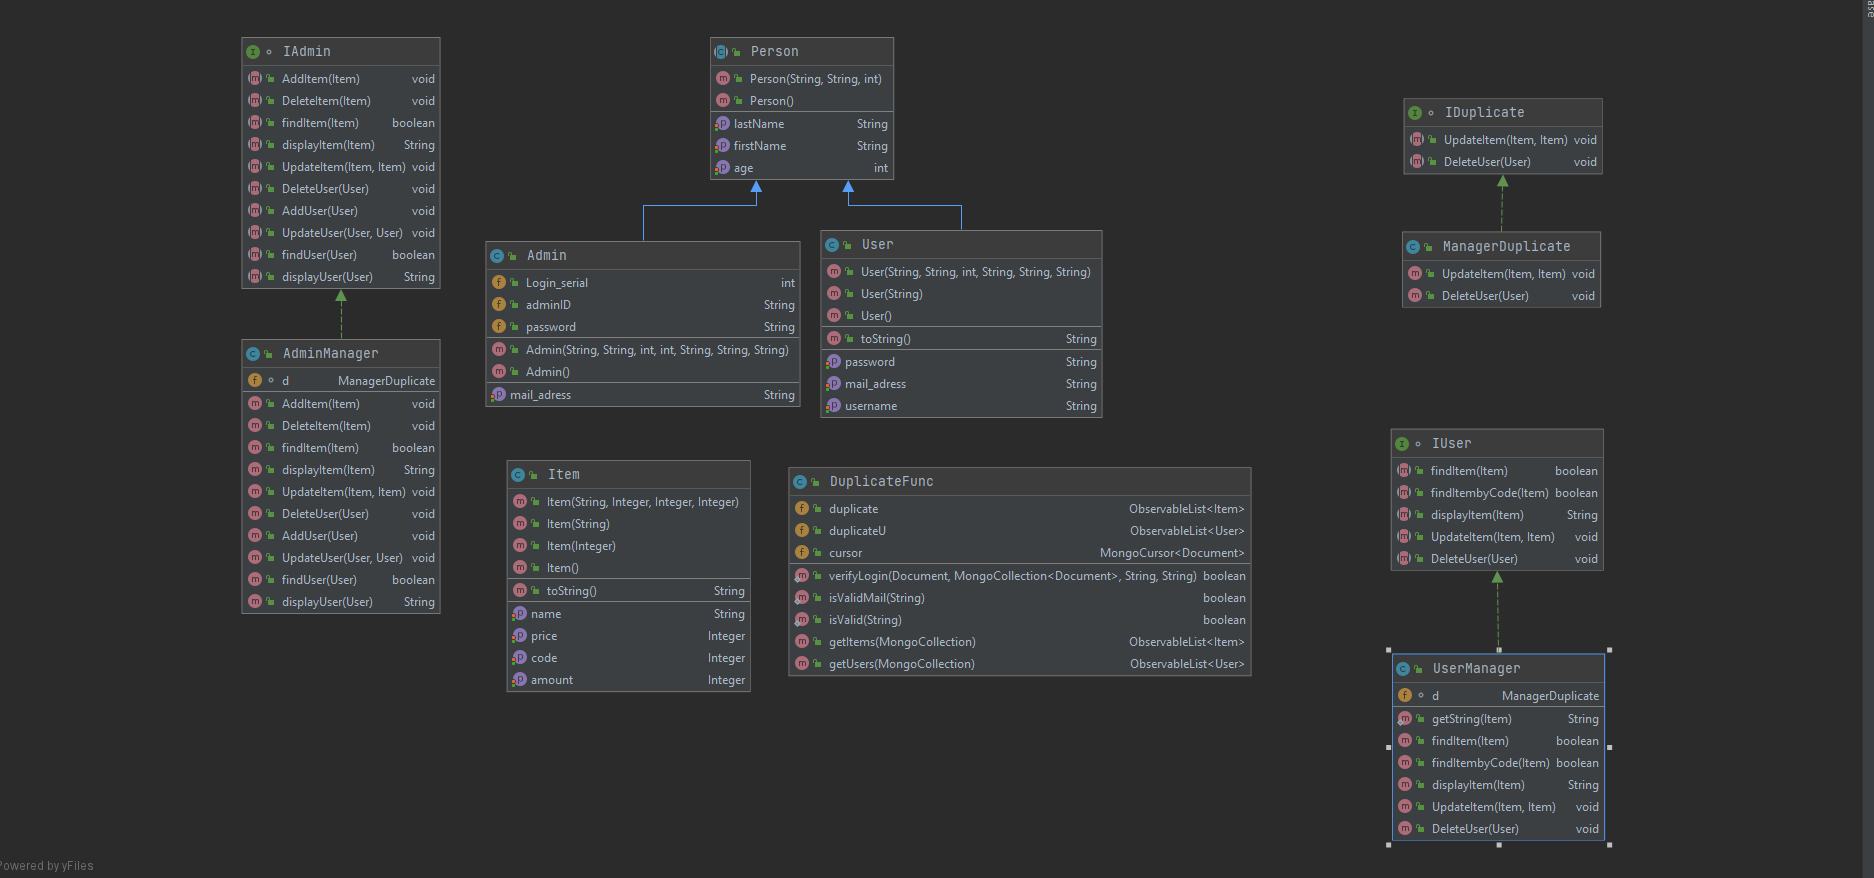 IAdmin
AddItem(Item) void
DeleteItem(Item) void
findItem(Item) boolean
displayItem(Item) String
UpdateItem(Item, Item) void
DeleteUser(User) void
AddUser(User) void
UpdateUser(User, User) void
findUser(User) boolean
displayUser(User) String
AdminManager
d ManagerDuplicate
AddItem(Item) void
DeleteItem(Item) void
findItem(Item) boolean
displayItem(Item) String
UpdateItem(Item, Item) void
DeleteUser(User) void
AddUser(User) void
UpdateUser(User, User) void
findUser(User) boolean
displayUser(User) String
Person
Person(String, String, int)
Person()
lastName String
firstName String
age int
Admin
Login_serial int
adminID String
password String
Admin(String, String, int, int, String, String, String)
Admin()
mail_adress String
User
User(String, String, int, String, String, String)
User(String)
User()
toString() String
password String
mail_adress String
username String
Item
Item(String, Integer, Integer, Integer)
Item(String)
Item(Integer)
Item()
toString() String
name String
price Integer
code Integer
amount Integer
DuplicateFunc
duplicate ObservableList<Item>
duplicateU ObservableList<User>
cursor MongoCursor<Document>
verifyLogin(Document, MongoCollection<Document>, String, String) boolean
isValidMail(String) boolean
isValid(String) boolean
getItems(MongoCollection) ObservableList<Item>
getUsers(MongoCollection) ObservableList<User>
IDuplicate
UpdateItem(Item, Item) void
DeleteUser(User) void
ManagerDuplicate
UpdateItem(Item, Item) void
DeleteUser(User) void
IUser
findItem(Item) boolean
findItembyCode(Item) boolean
displayItem(Item) String
UpdateItem(Item, Item) void
DeleteUser(User) void
UserManager
d ManagerDuplicate
getString(Item) String
findItem(Item) boolean
findItembyCode(Item) boolean
displayItem(Item) String
UpdateItem(Item, Item) void
DeleteUser(User) void
Powered by yFiles